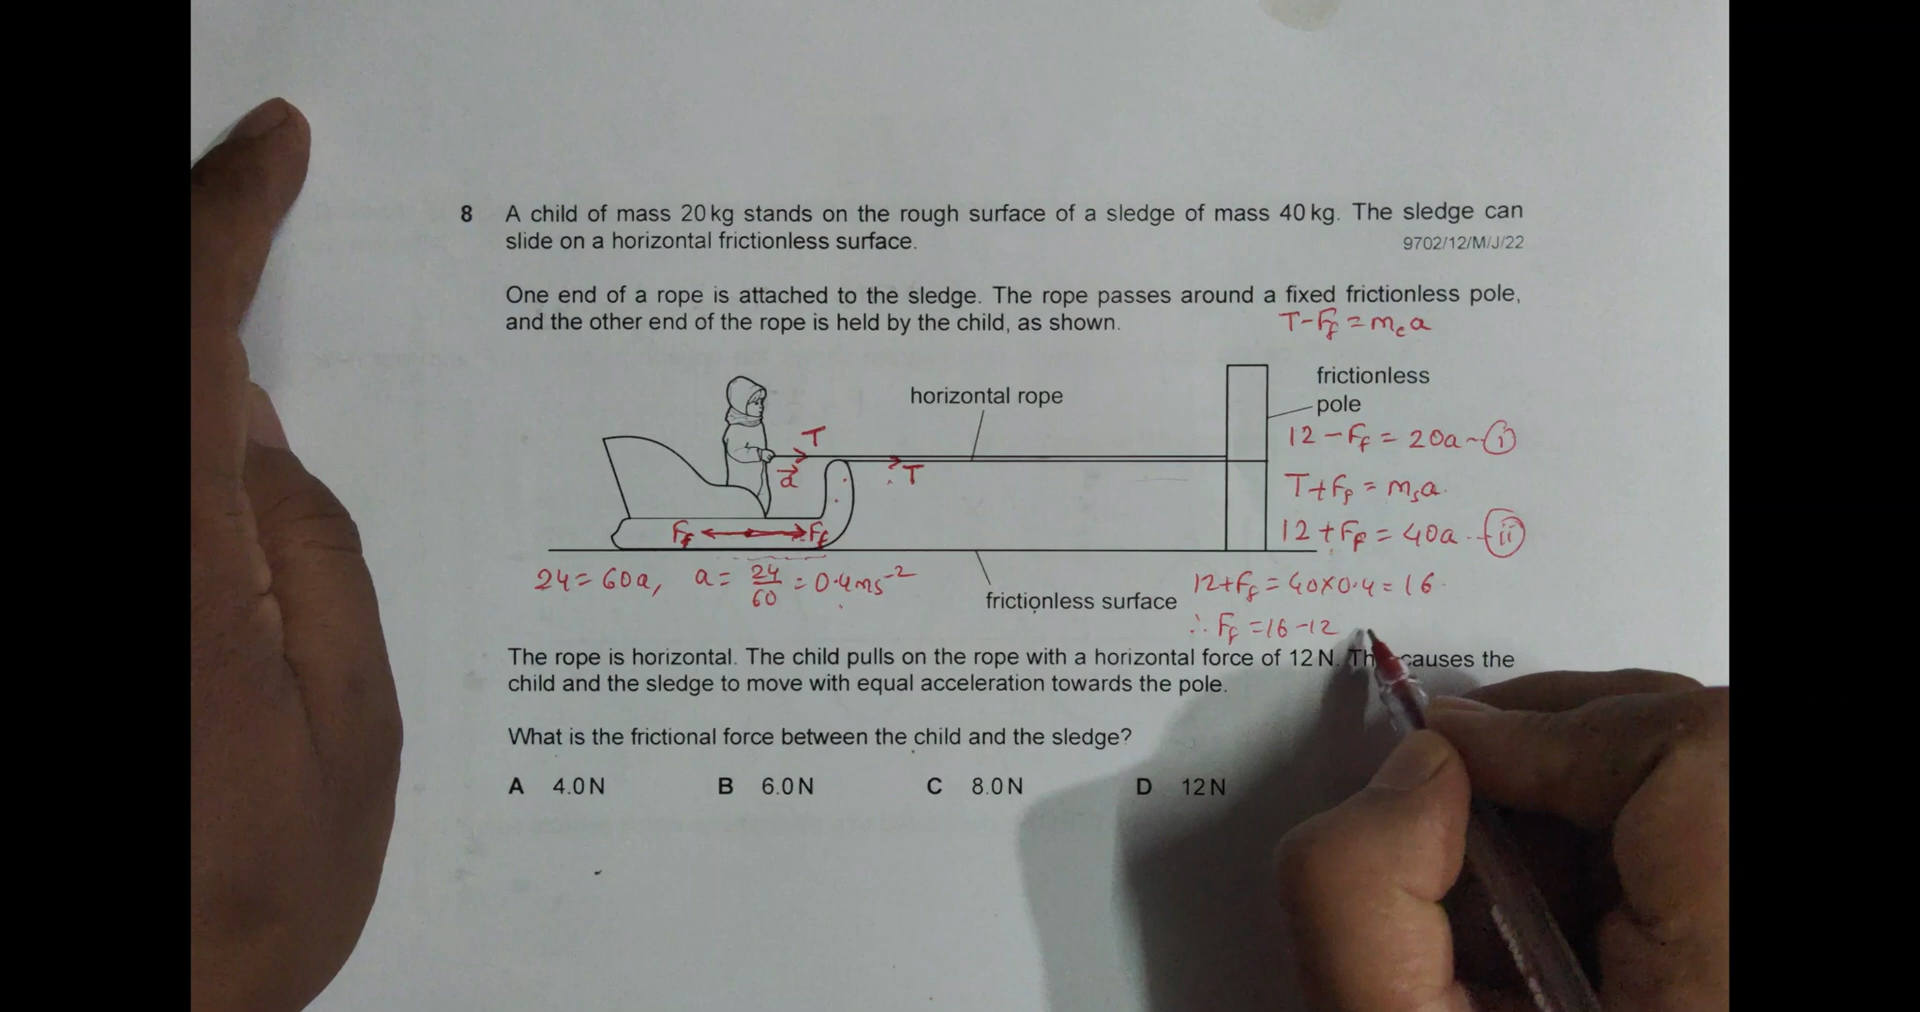 8 A child of mass 20 kg stands on the rough surface of a sledge of mass 40 kg. The sledge can
slide on a horizontal frictionless surface. 9702/12/M/J/22
One end of a rope is attached to the sledge. The rope passes around a fixed frictionless pole,
and the other end of the rope is held by the child, as shown.
T-Ff = mca
frictionless
pole
horizontal rope
T
12 - Ff = 20a - (i)
a
T
T+Ff = msa
Ff Ff
12 + Ff = 40a - (ii)
24 = 60a, a = 24/60 = 0.4ms-2
12+Ff = 40×0.4 = 16
frictionless surface
∴ Ff = 16-12
The rope is horizontal. The child pulls on the rope with a horizontal force of 12 N. causes the
child and the sledge to move with equal acceleration towards the pole.
What is the frictional force between the child and the sledge?
A 4.0 N B 6.0 N C 8.0 N D 12 N